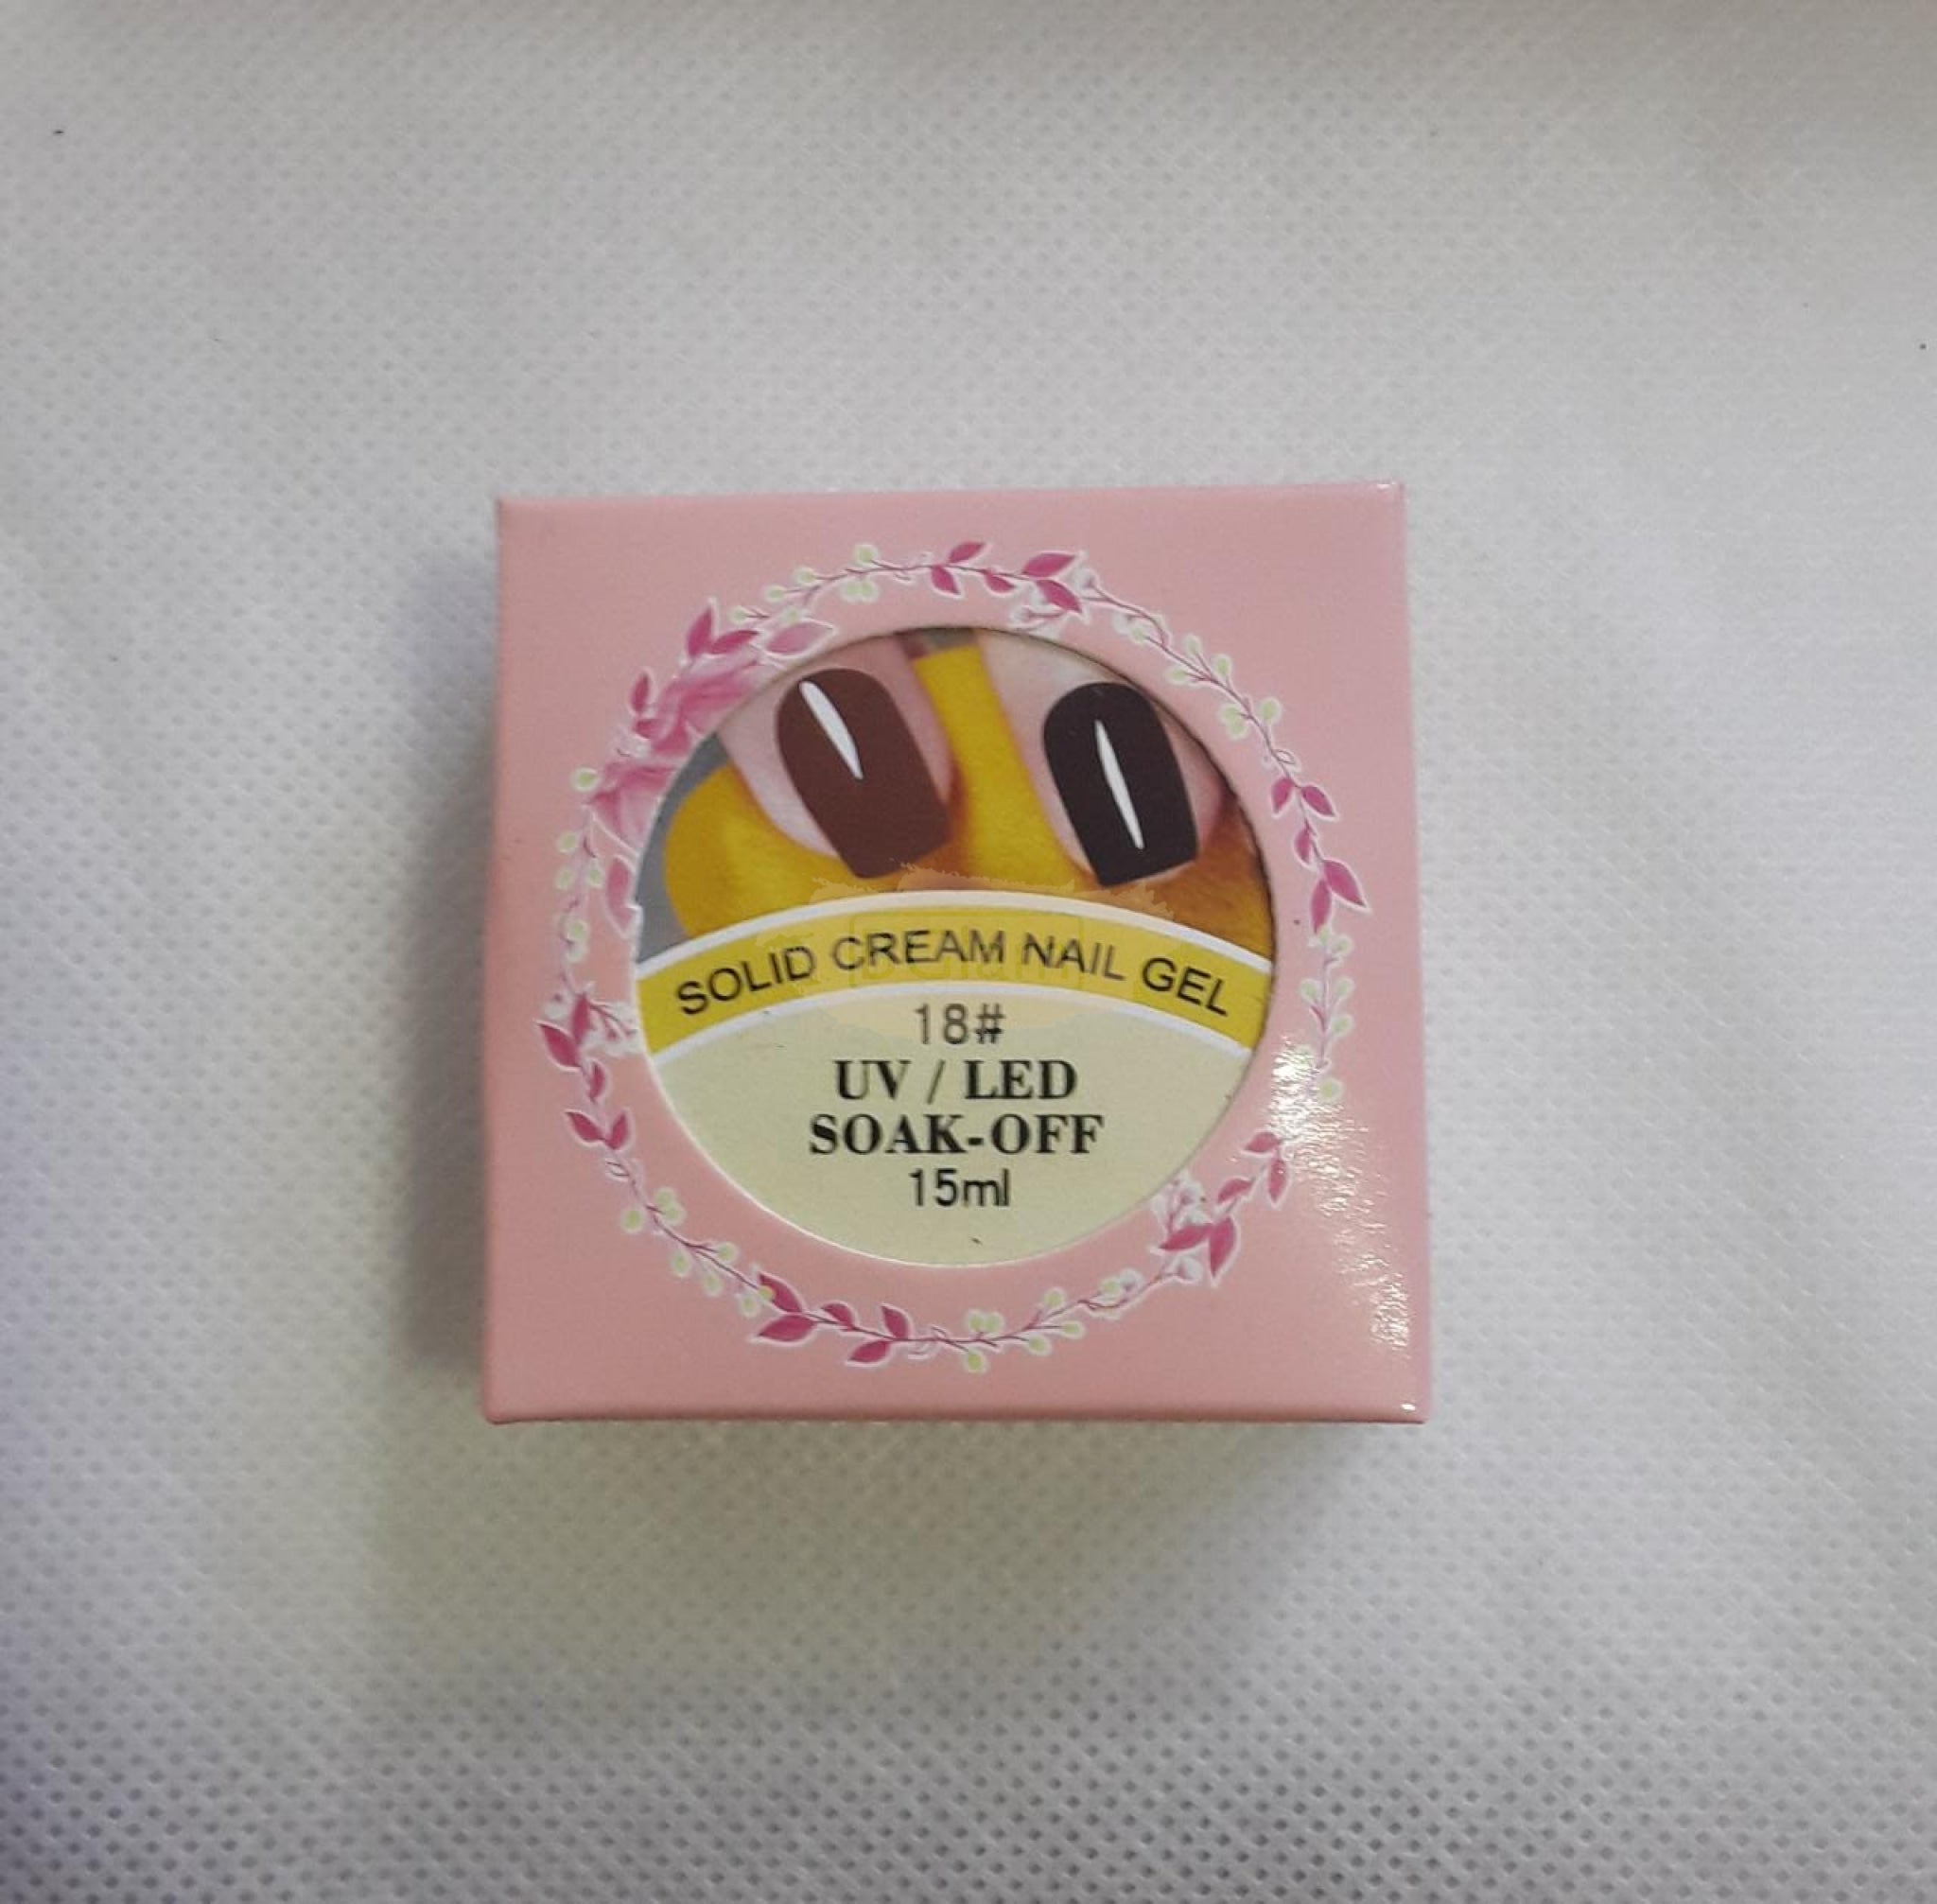 SOLID CREAM NAIL GEL
18#
UV / LED
SOAK-OFF
15ml